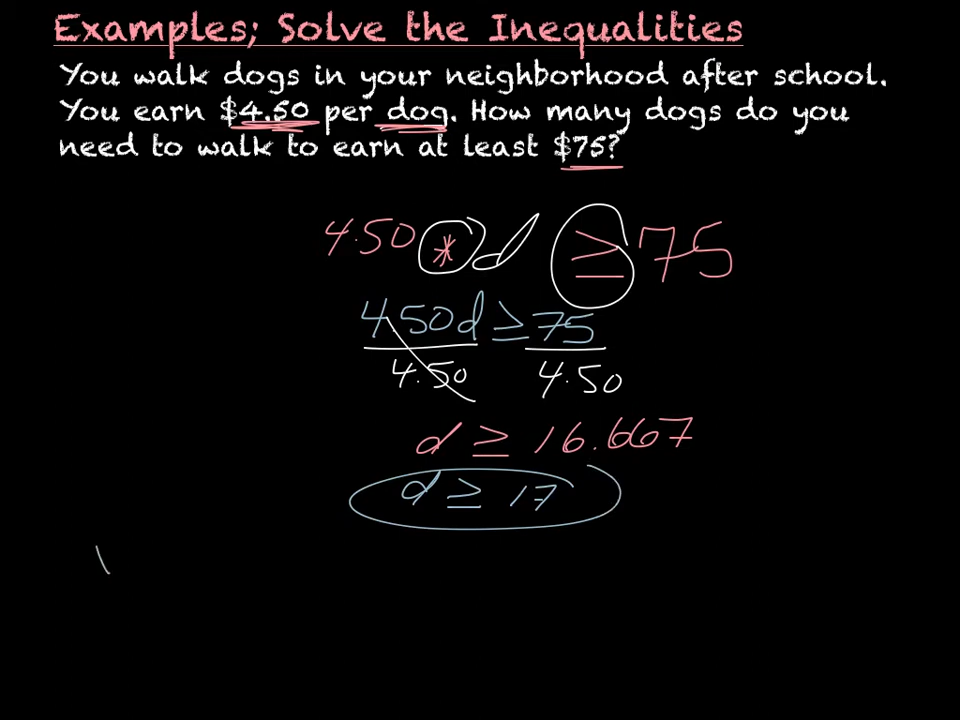 Examples; Solve the Inequalities
You walk dogs in your neighborhood after school.
You earn $4.50 per dog. How many dogs do you
need to walk to earn at least $75?
4.50 * d ≥ 75
4.50d ≥ 75
4.50 4.50
d ≥ 16.667
d ≥ 17